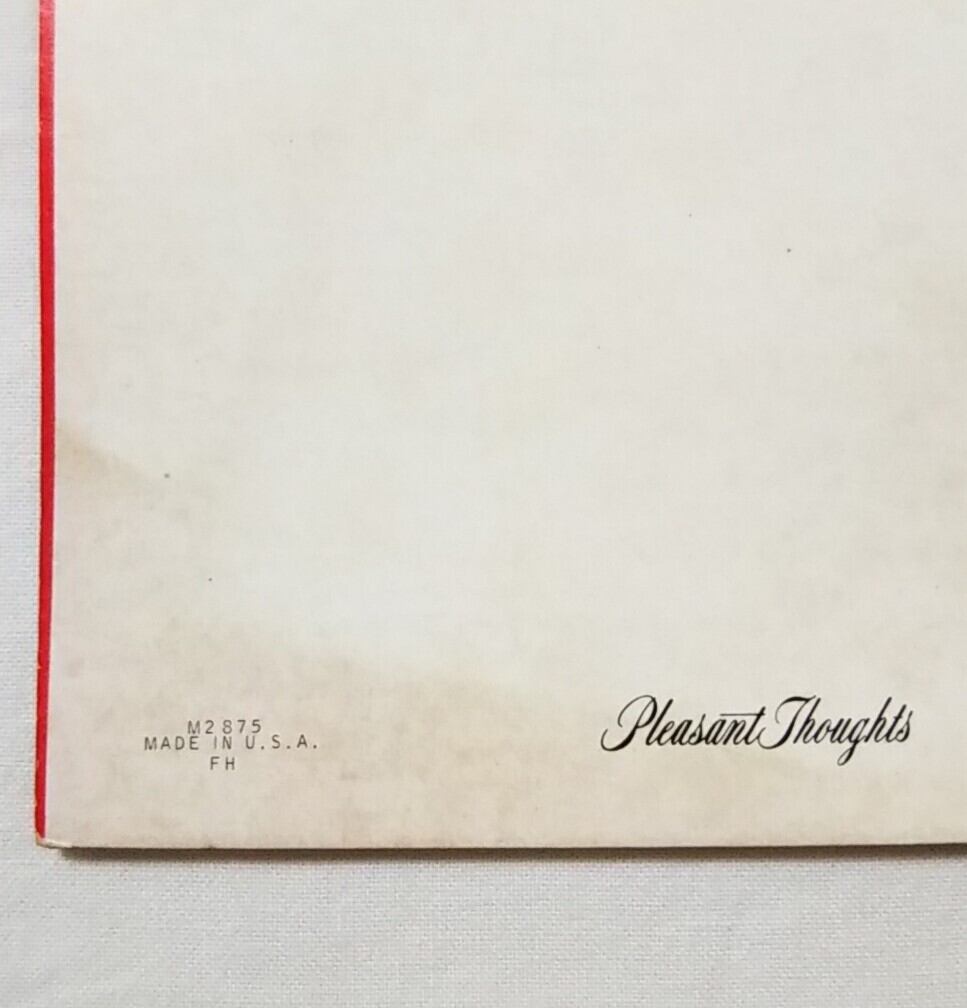 M2875
MADE IN U.S.A.
FH
Pleasant Thoughts